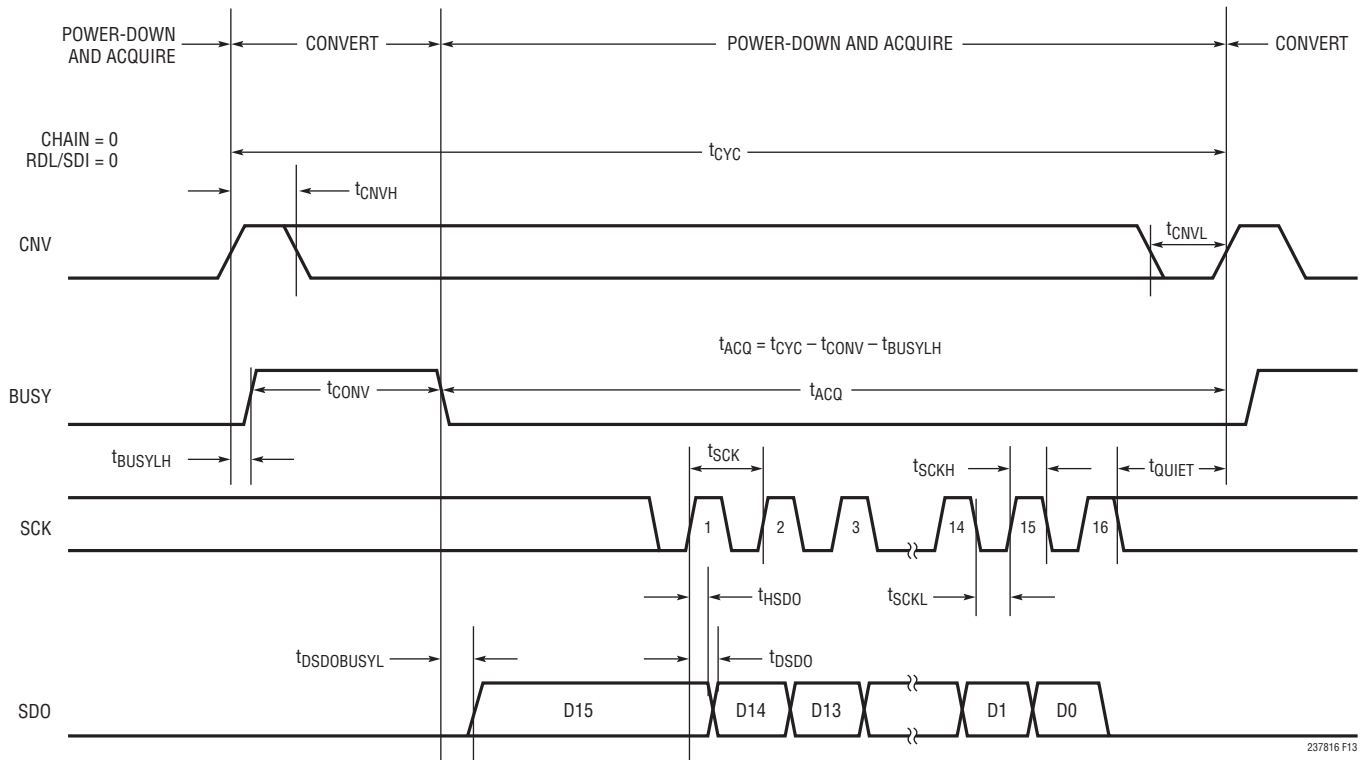 POWER-DOWN
AND ACQUIRE
CONVERT
POWER-DOWN AND ACQUIRE
CONVERT
CHAIN = 0
RDL/SDI = 0
tCYC
tCNVH
CNV
tCNVL
tACQ = tCYC – tCONV – tBUSYLH
BUSY
tCONV
tACQ
tBUSYLH
tSCK
tSCKH
tQUIET
SCK
1
2
3
14
15
16
tHSDO
tSCKL
tDSDOBUSYL
tDSDO
SDO
D15
D14
D13
D1
D0
237816 F13